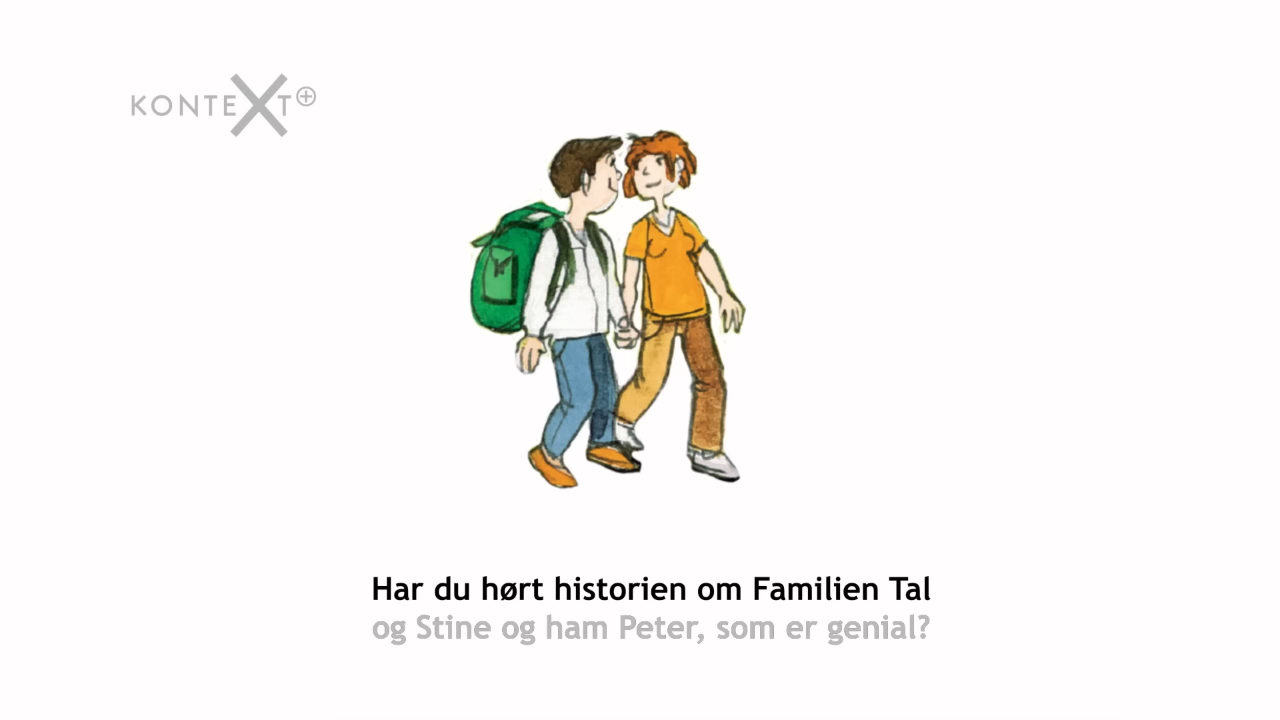 KONTEXT+
Har du hørt historien om Familien Tal
og Stine og ham Peter, som er genial?